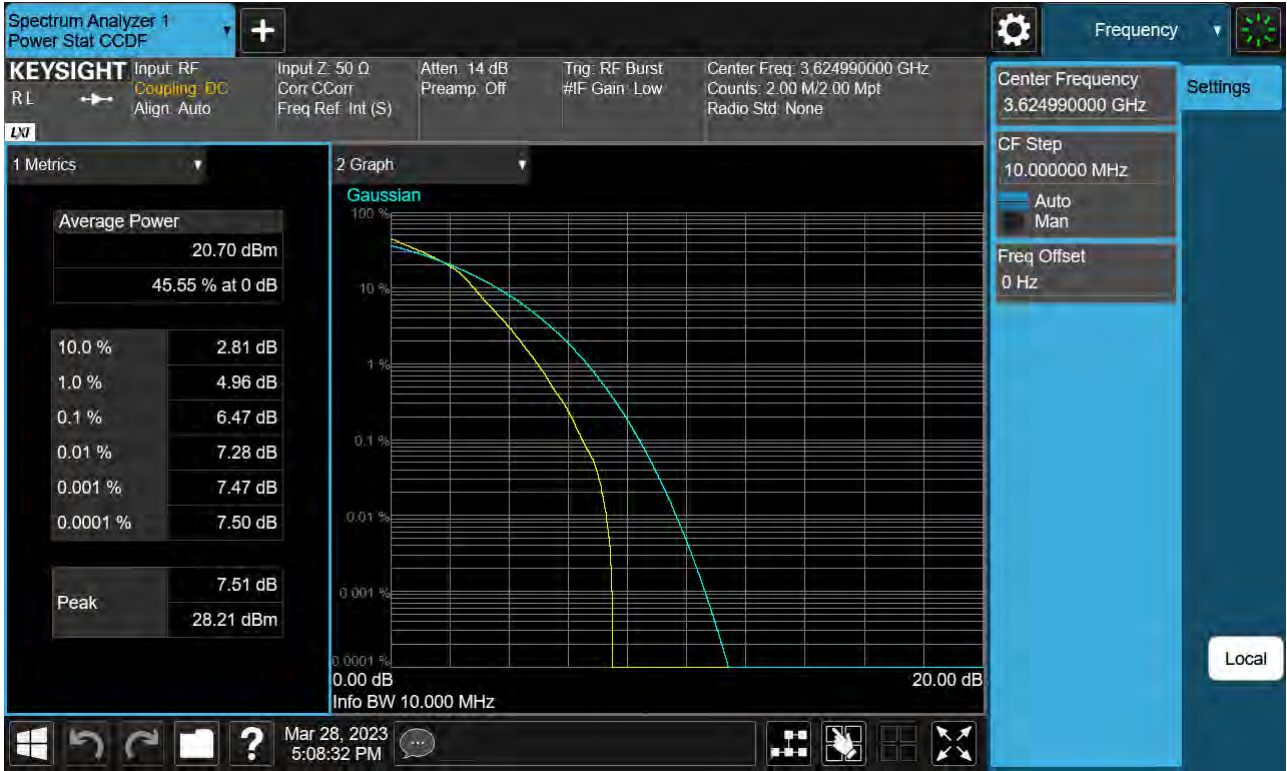 Spectrum Analyzer 1
Power Stat CCDF
+
Frequency
KEYSIGHT
RL
LXI
Input: RF
Coupling: DC
Align: Auto
Input Z: 50 Ω
Corr CCorr
Freq Ref: Int (S)
Atten: 14 dB
Preamp: Off
Trig: RF Burst
#IF Gain: Low
Center Freq: 3.624990000 GHz
Counts: 2.00 M/2.00 Mpt
Radio Std: None
Center Frequency
3.624990000 GHz
Settings
CF Step
10.000000 MHz
Auto
Man
Freq Offset
0 Hz
1 Metrics
Average Power
20.70 dBm
45.55 % at 0 dB
10.0 % 2.81 dB
1.0 % 4.96 dB
0.1 % 6.47 dB
0.01 % 7.28 dB
0.001 % 7.47 dB
0.0001 % 7.50 dB
Peak
7.51 dB
28.21 dBm
2 Graph
Gaussian
100 %
10 %
1 %
0.1 %
0.01 %
0.001 %
0.0001 %
0.00 dB 20.00 dB
Info BW 10.000 MHz
Local
?
Mar 28, 2023
5:08:32 PM